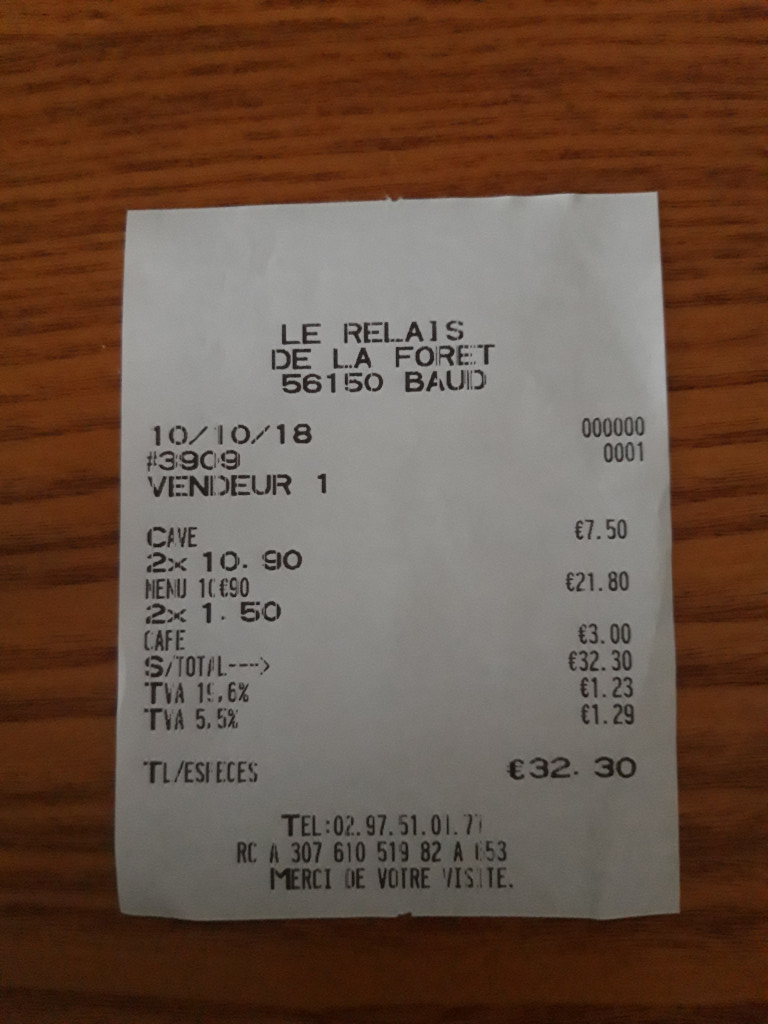 LE RELAIS
DE LA FORET
56150 BAUD
10/10/18 000000
#3909 0001
VENDEUR 1
CAVE €7.50
2x 10.90
MENU 10€90 €21.80
2x 1.50
CAFE €3.00
S/TOTAL---> €32.30
TVA 19,6% €1.23
TVA 5,5% €1.29
TL/ESPECES €32.30
TEL:02.97.51.01.77
RC A 307 610 519 82 A 
MERCI DE VOTRE VISITE.